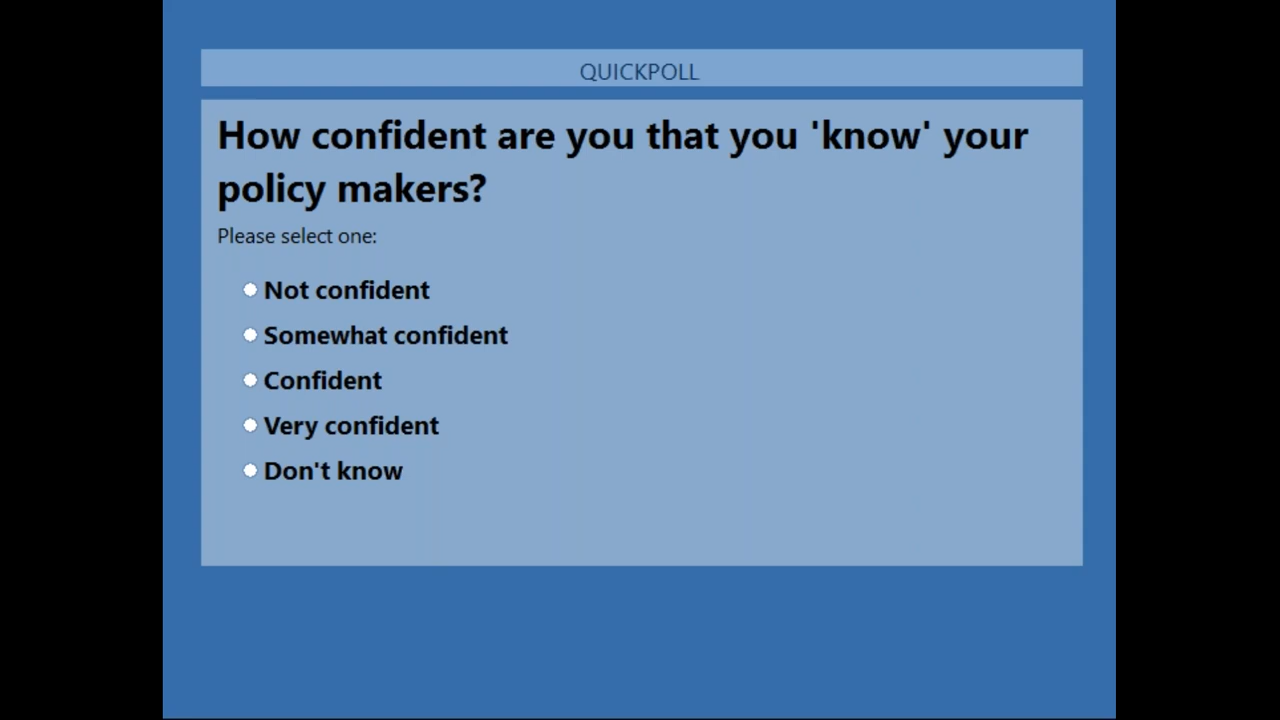 QUICKPOLL
How confident are you that you 'know' your
policy makers?
Please select one:
Not confident
Somewhat confident
Confident
Very confident
Don't know